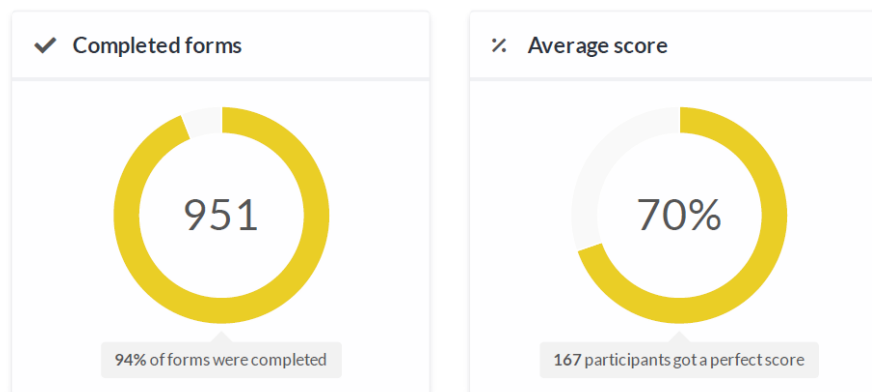 Completed forms
951
94% of forms were completed
Average score
70%
167 participants got a perfect score